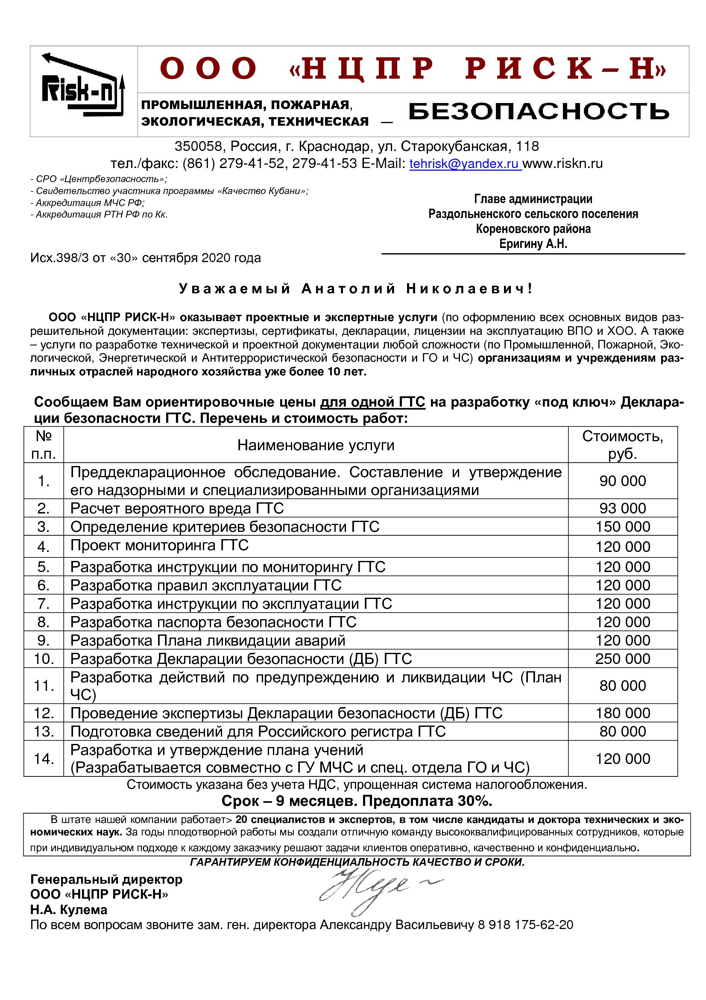 Risk-n
ООО «НЦПР РИСК–Н»
ПРОМЫШЛЕННАЯ, ПОЖАРНАЯ,
ЭКОЛОГИЧЕСКАЯ, ТЕХНИЧЕСКАЯ — БЕЗОПАСНОСТЬ
350058, Россия, г. Краснодар, ул. Старокубанская, 118
тел./факс: (861) 279-41-52, 279-41-53 E-Mail: tehrisk@yandex.ru www.riskn.ru
- СРО «Центрбезопасность»;
- Свидетельство участника программы «Качество Кубани»;
- Аккредитация МЧС РФ;
- Аккредитация РТН РФ по Кк.
Главе администрации
Раздольненского сельского поселения
Кореновского района
Еригину А.Н.
Исх.398/3 от «30» сентября 2020 года
Уважаемый Анатолий Николаевич!
ООО «НЦПР РИСК-Н» оказывает проектные и экспертные услуги (по оформлению всех основных видов раз-
решительной документации: экспертизы, сертификаты, декларации, лицензии на эксплуатацию ВПО и ХОО. А также
– услуги по разработке технической и проектной документации любой сложности (по Промышленной, Пожарной, Эко-
логической, Энергетической и Антитеррористической безопасности и ГО и ЧС) организациям и учреждениям раз-
личных отраслей народного хозяйства уже более 10 лет.
Сообщаем Вам ориентировочные цены для одной ГТС на разработку «под ключ» Деклара-
ции безопасности ГТС. Перечень и стоимость работ:
№ п.п. Наименование услуги Стоимость, руб.
1. Преддекларационное обследование. Составление и утверждение
его надзорными и специализированными организациями 90 000
2. Расчет вероятного вреда ГТС 93 000
3. Определение критериев безопасности ГТС 150 000
4. Проект мониторинга ГТС 120 000
5. Разработка инструкции по мониторингу ГТС 120 000
6. Разработка правил эксплуатации ГТС 120 000
7. Разработка инструкции по эксплуатации ГТС 120 000
8. Разработка паспорта безопасности ГТС 120 000
9. Разработка Плана ликвидации аварий 120 000
10. Разработка Декларации безопасности (ДБ) ГТС 250 000
11. Разработка действий по предупреждению и ликвидации ЧС (План
ЧС) 80 000
12. Проведение экспертизы Декларации безопасности (ДБ) ГТС 180 000
13. Подготовка сведений для Российского регистра ГТС 80 000
14. Разработка и утверждение плана учений
(Разрабатывается совместно с ГУ МЧС и спец. отдела ГО и ЧС) 120 000
Стоимость указана без учета НДС, упрощенная система налогообложения.
Срок – 9 месяцев. Предоплата 30%.
В штате нашей компании работает> 20 специалистов и экспертов, в том числе кандидаты и доктора технических и эко-
номических наук. За годы плодотворной работы мы создали отличную команду высококвалифицированных сотрудников, которые
при индивидуальном подходе к каждому заказчику решают задачи клиентов оперативно, качественно и конфиденциально.
ГАРАНТИРУЕМ КОНФИДЕНЦИАЛЬНОСТЬ КАЧЕСТВО И СРОКИ.
Генеральный директор
ООО «НЦПР РИСК-Н»
Н.А. Кулема
По всем вопросам звоните зам. ген. директора Александру Васильевичу 8 918 175-62-20